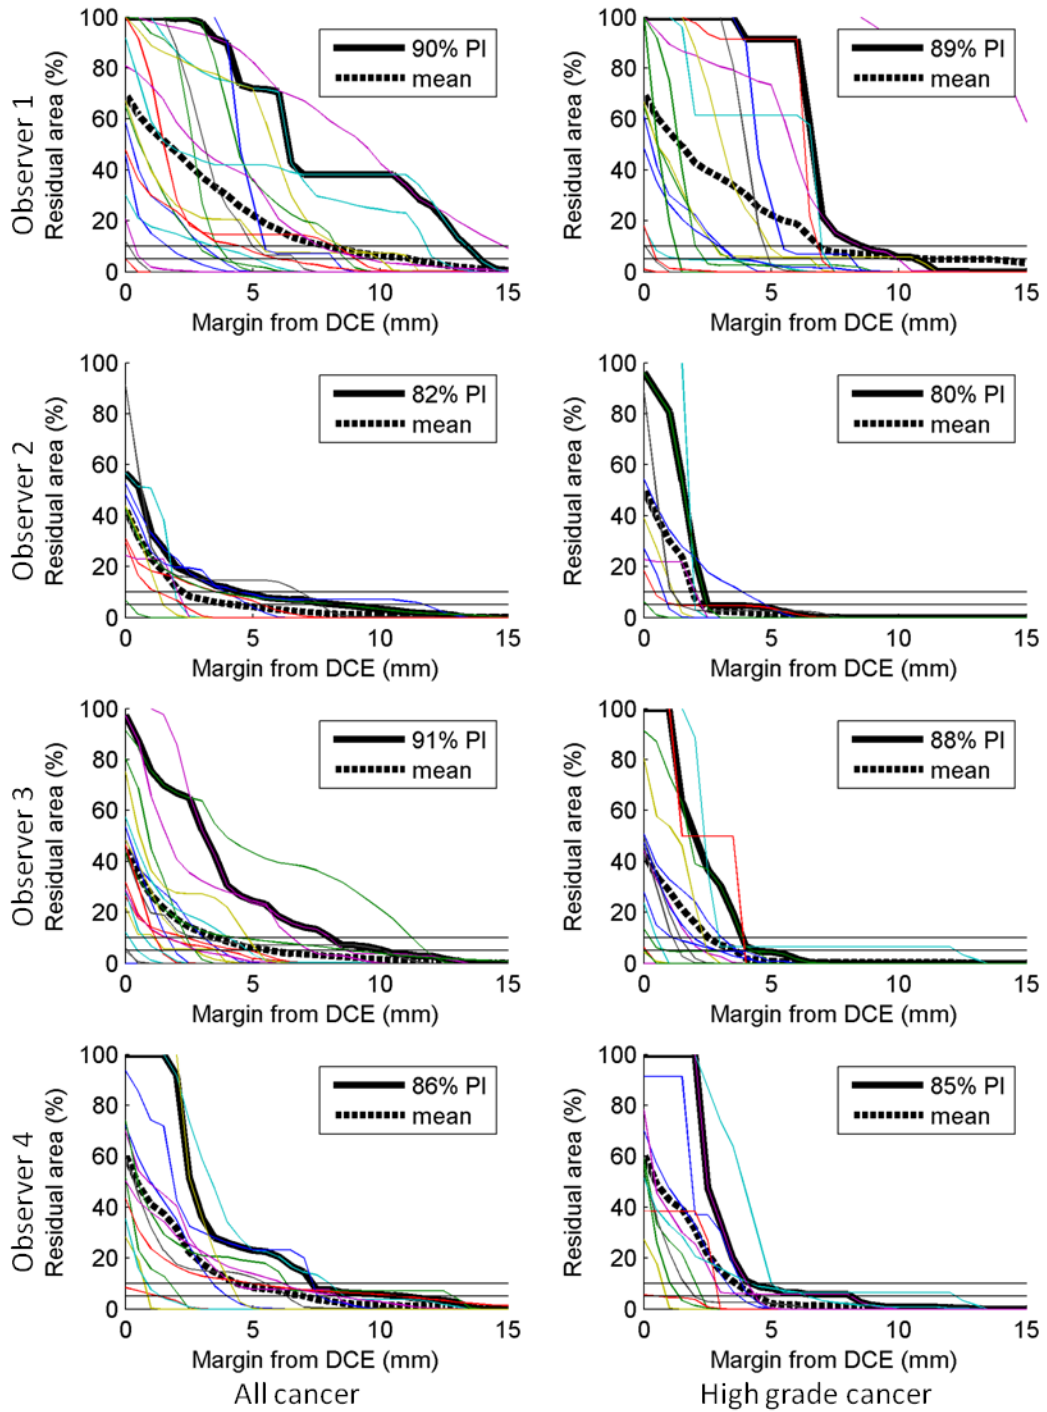 Observer 1
Residual area (%)
100
80
60
40
20
0
90% PI
mean
0
5
10
15
Margin from DCE (mm)
Residual area (%)
100
80
60
40
20
0
89% PI
mean
0
5
10
15
Margin from DCE (mm)
Observer 2
Residual area (%)
100
80
60
40
20
0
82% PI
mean
0
5
10
15
Margin from DCE (mm)
Residual area (%)
100
80
60
40
20
0
80% PI
mean
0
5
10
15
Margin from DCE (mm)
Observer 3
Residual area (%)
100
80
60
40
20
0
91% PI
mean
0
5
10
15
Margin from DCE (mm)
Residual area (%)
100
80
60
40
20
0
88% PI
mean
0
5
10
15
Margin from DCE (mm)
Observer 4
Residual area (%)
100
80
60
40
20
0
86% PI
mean
0
5
10
15
Margin from DCE (mm)
Residual area (%)
100
80
60
40
20
0
85% PI
mean
0
5
10
15
Margin from DCE (mm)
All cancer
High grade cancer